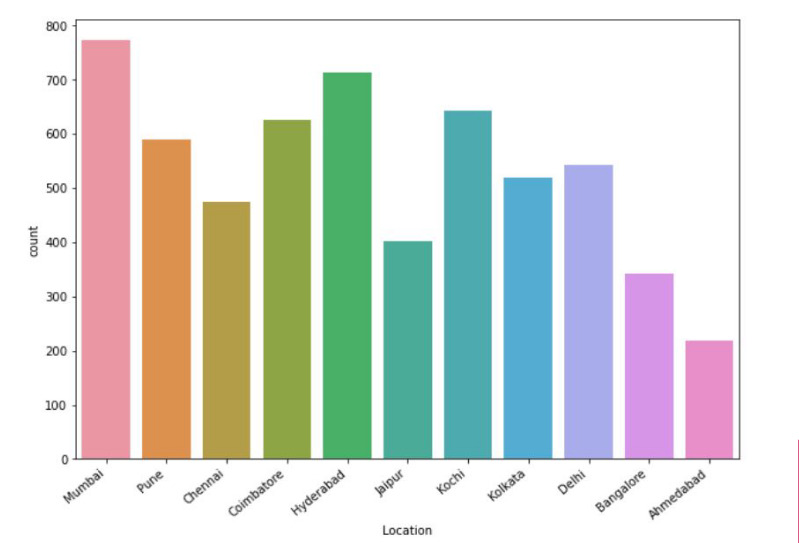 800
700
600
500
400
300
200
100
0
count
Mumbai
Pune
Chennai
Coimbatore
Hyderabad
Jaipur
Kochi
Kolkata
Delhi
Bangalore
Ahmedabad
Location